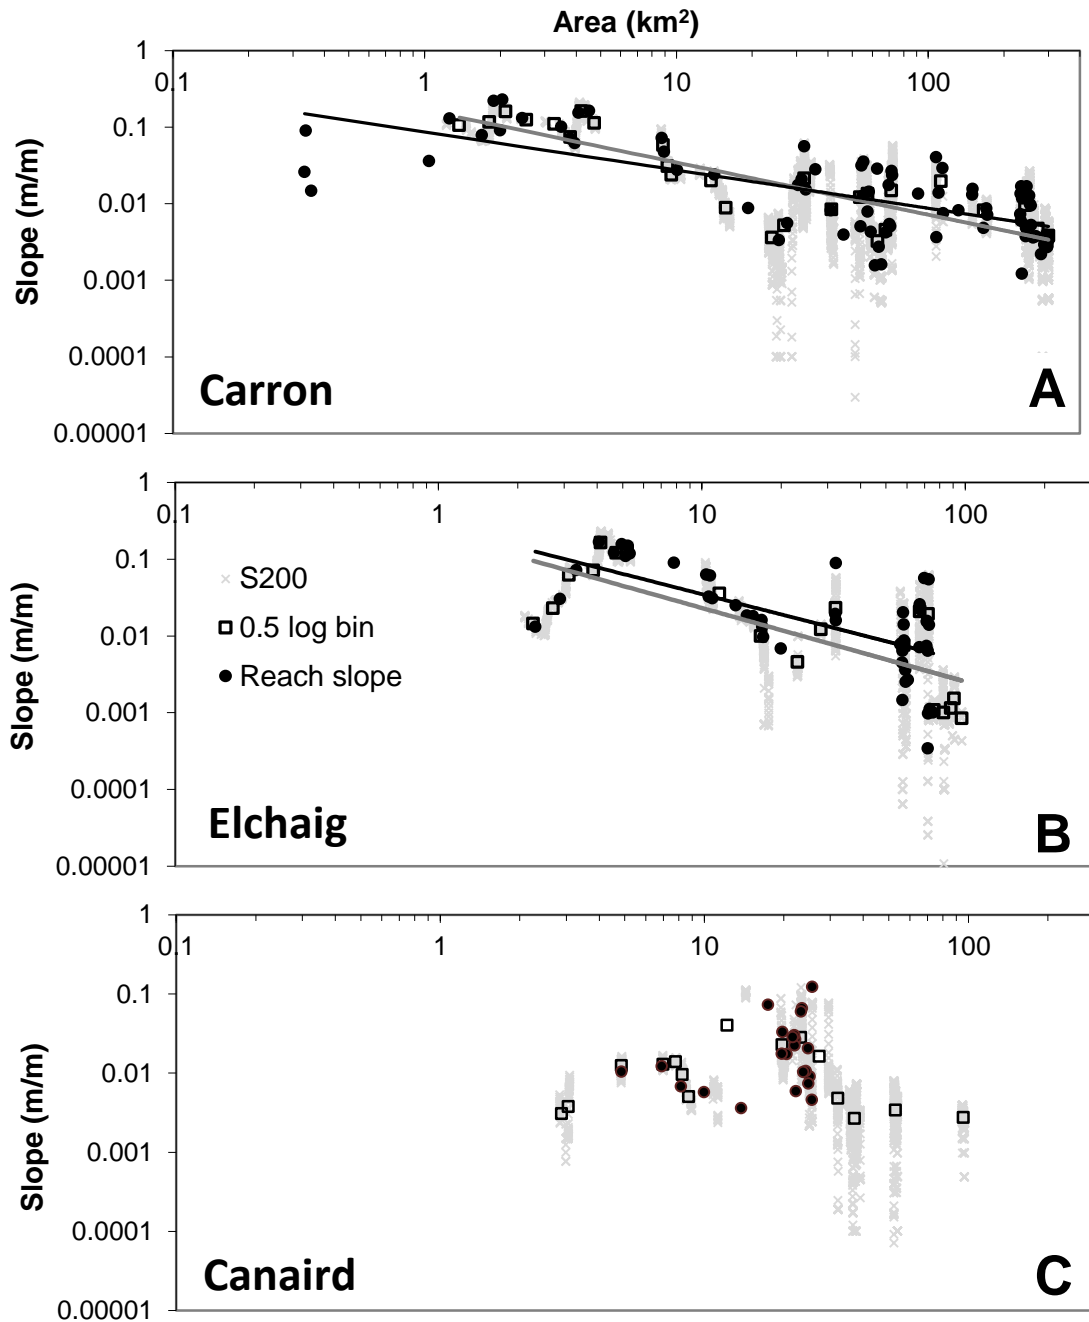 Area (km²)
1
0.1 1 10 100
0.1
0.01
0.001
0.0001
0.00001
Slope (m/m)
Carron
A
1
0.1 1 10 100
0.1
0.01
0.001
0.0001
0.00001
Slope (m/m)
S200
0.5 log bin
Reach slope
Elchaig
B
1
0.1 1 10 100
0.1
0.01
0.001
0.0001
0.00001
Slope (m/m)
Canaird
C